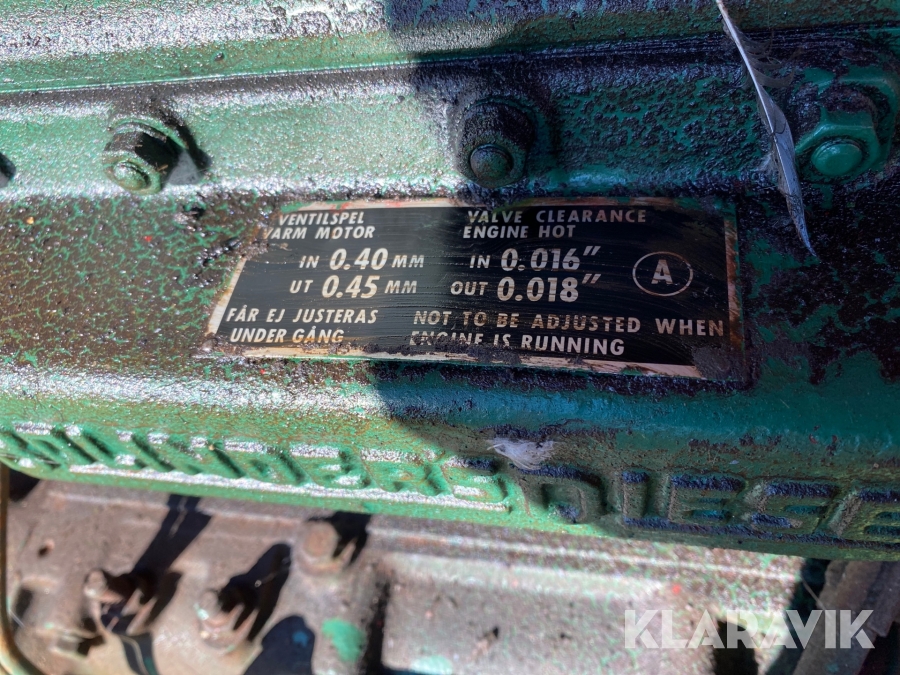 VENTILSPEL
VARM MOTOR
IN 0.40 MM
UT 0.45 MM
FÅR EJ JUSTERAS
UNDER GÅNG
VALVE CLEARANCE
ENGINE HOT
IN 0.016"
OUT 0.018"
NOT TO BE ADJUSTED WHEN
ENGINE IS RUNNING
A
DIESE
KLARAVIK